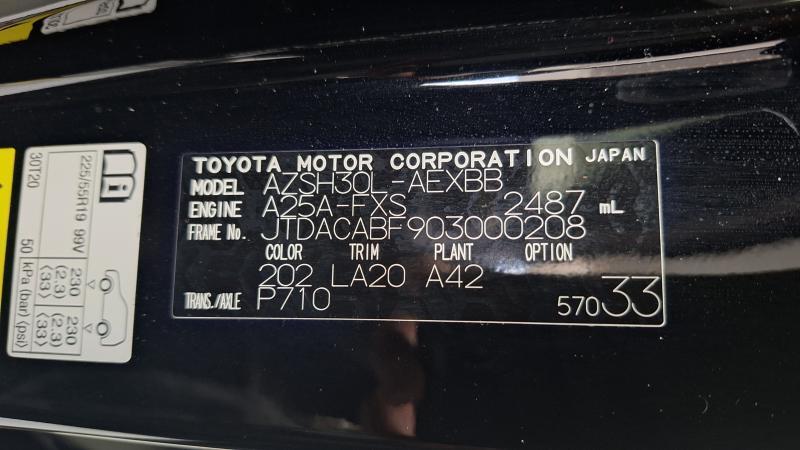 TOYOTA MOTOR CORPORATION JAPAN
MODEL AZSH30L-AEXBB
ENGINE A25A-FXS 2487 mL
FRAME No. JTDACABF903000208
COLOR TRIM PLANT OPTION
202 LA20 A42
TRANS./AXLE P710
57033
30T20
225/55R19 99V
230 (2.3) ⟨33⟩
230 (2.3) ⟨33⟩
50 kPa (bar) ⟨psi⟩